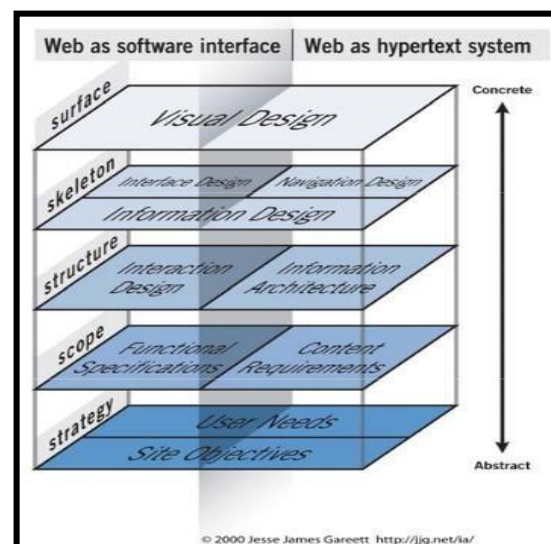 Web as software interface
Web as hypertext system
Concrete
surface
Visual Design
skeleton
Interface Design
Navigation Design
Information Design
structure
Interaction
Design
Information
Architecture
scope
Functional
Specifications
Content
Requirements
strategy
User Needs
Site Objectives
Abstract
© 2000 Jesse James Gareett http://jjg.net/ia/